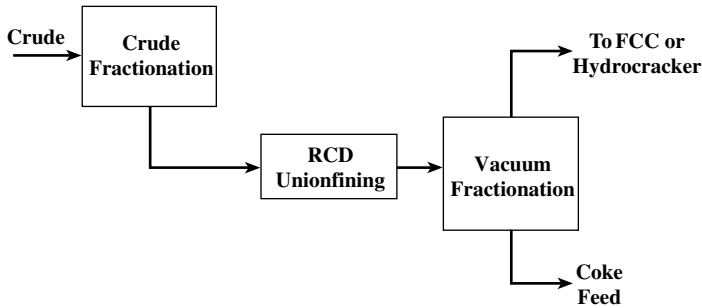 Crude
Crude
Fractionation
RCD
Unionfining
Vacuum
Fractionation
To FCC or
Hydrocracker
Coke
Feed